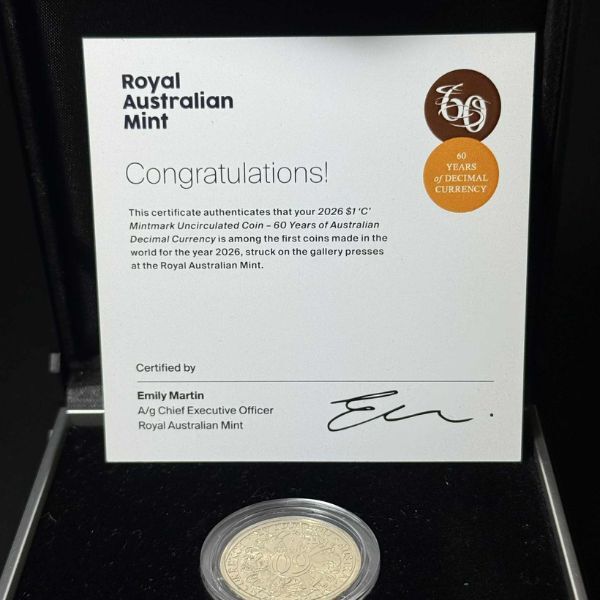 Royal
Australian
Mint
60
60
YEARS
of DECIMAL
CURRENCY
Congratulations!
This certificate authenticates that your 2026 $1 'C'
Mintmark Uncirculated Coin – 60 Years of Australian
Decimal Currency is among the first coins made in the
world for the year 2026, struck on the gallery presses
at the Royal Australian Mint.
Certified by
Emily Martin
A/g Chief Executive Officer
Royal Australian Mint
60